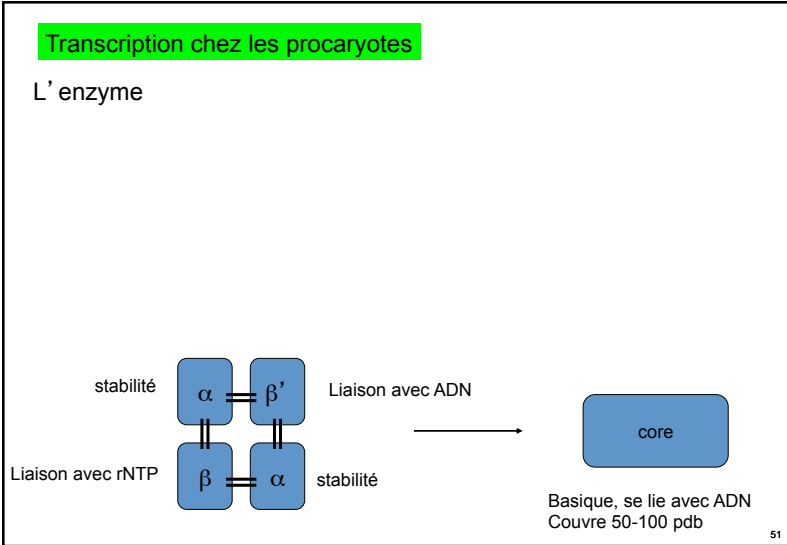 Transcription chez les procaryotes
L’ enzyme
stabilité
α
β’
Liaison avec ADN
Liaison avec rNTP
β
α
stabilité
core
Basique, se lie avec ADN
Couvre 50-100 pdb
51